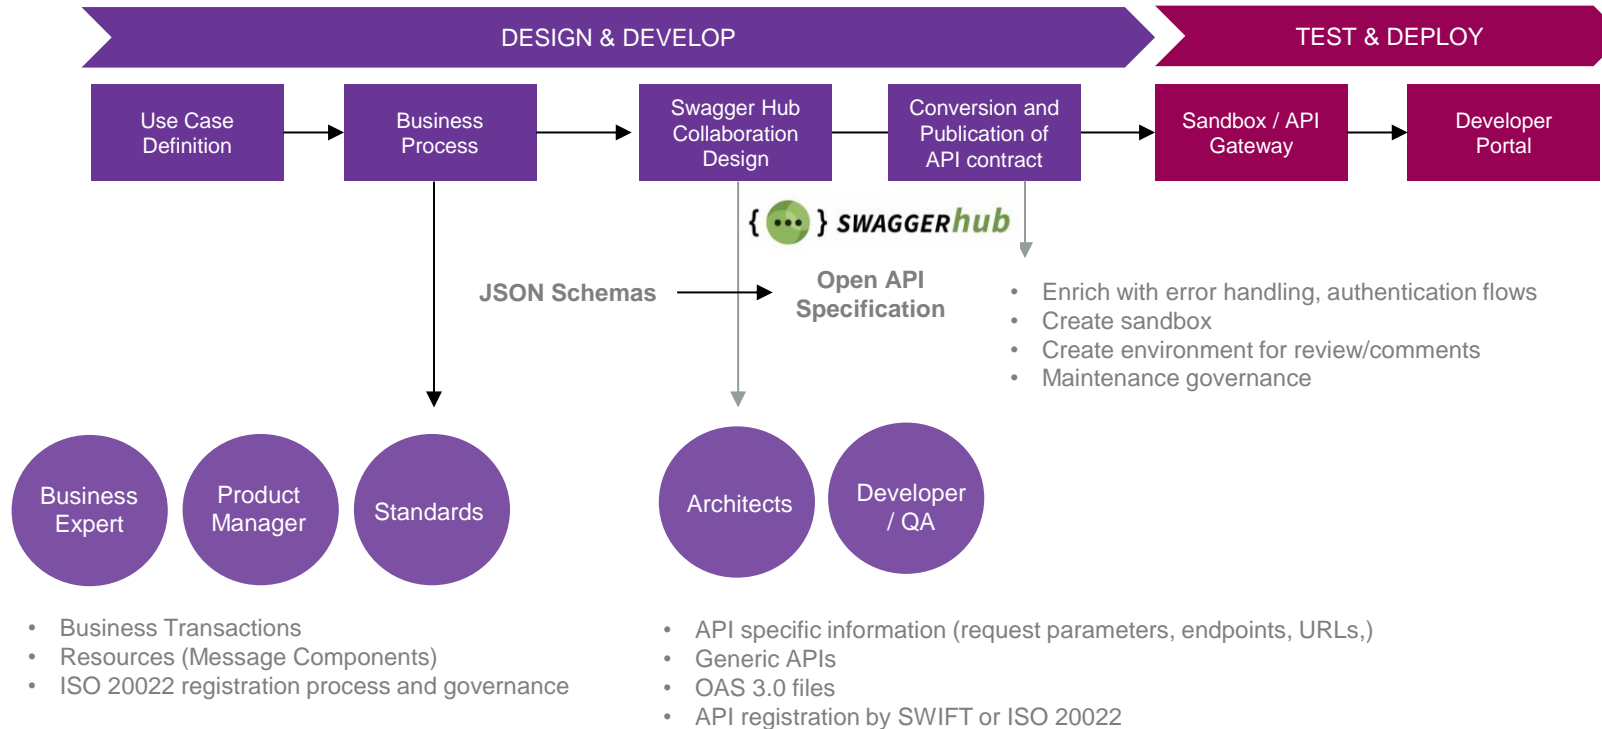 DESIGN & DEVELOP
TEST & DEPLOY
Use Case
Definition
Business
Process
Swagger Hub
Collaboration
Design
Conversion and
Publication of
API contract
Sandbox / API
Gateway
Developer
Portal
{ ••• } SWAGGERhub
JSON Schemas
Open API
Specification
• Enrich with error handling, authentication flows
• Create sandbox
• Create environment for review/comments
• Maintenance governance
Business
Expert
Product
Manager
Standards
Architects
Developer
/ QA
• Business Transactions
• Resources (Message Components)
• ISO 20022 registration process and governance
• API specific information (request parameters, endpoints, URLs,)
• Generic APIs
• OAS 3.0 files
• API registration by SWIFT or ISO 20022